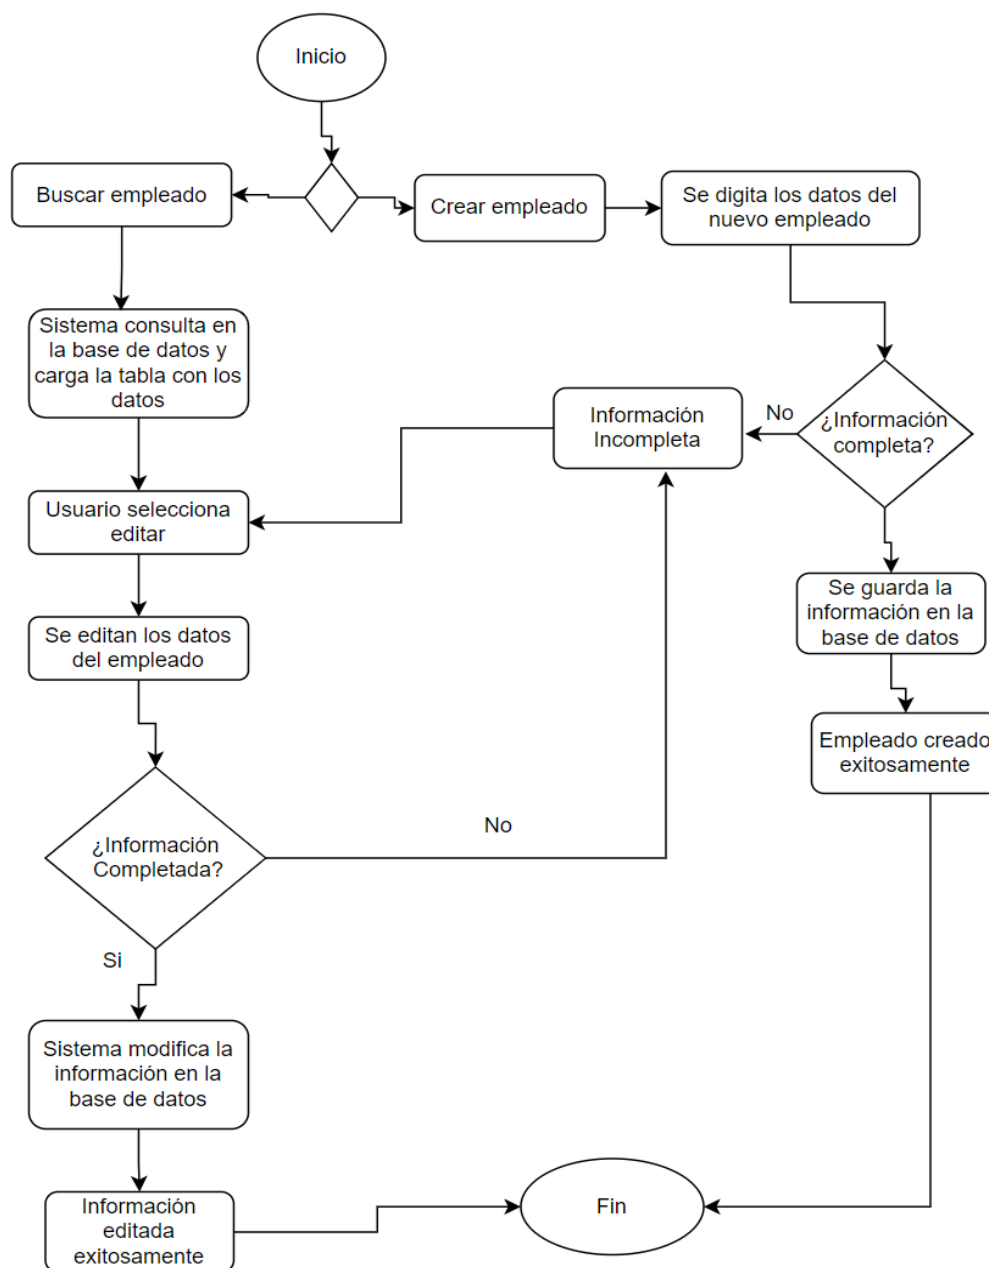 Inicio
Buscar empleado
Crear empleado
Se digita los datos del
nuevo empleado
Sistema consulta en
la base de datos y
carga la tabla con los
datos
Información
Incompleta
No
¿Información
completa?
Usuario selecciona
editar
Se guarda la
información en la
base de datos
Se editan los datos
del empleado
Empleado creado
exitosamente
¿Información
Completada?
No
Si
Sistema modifica la
información en la
base de datos
Información
editada
exitosamente
Fin